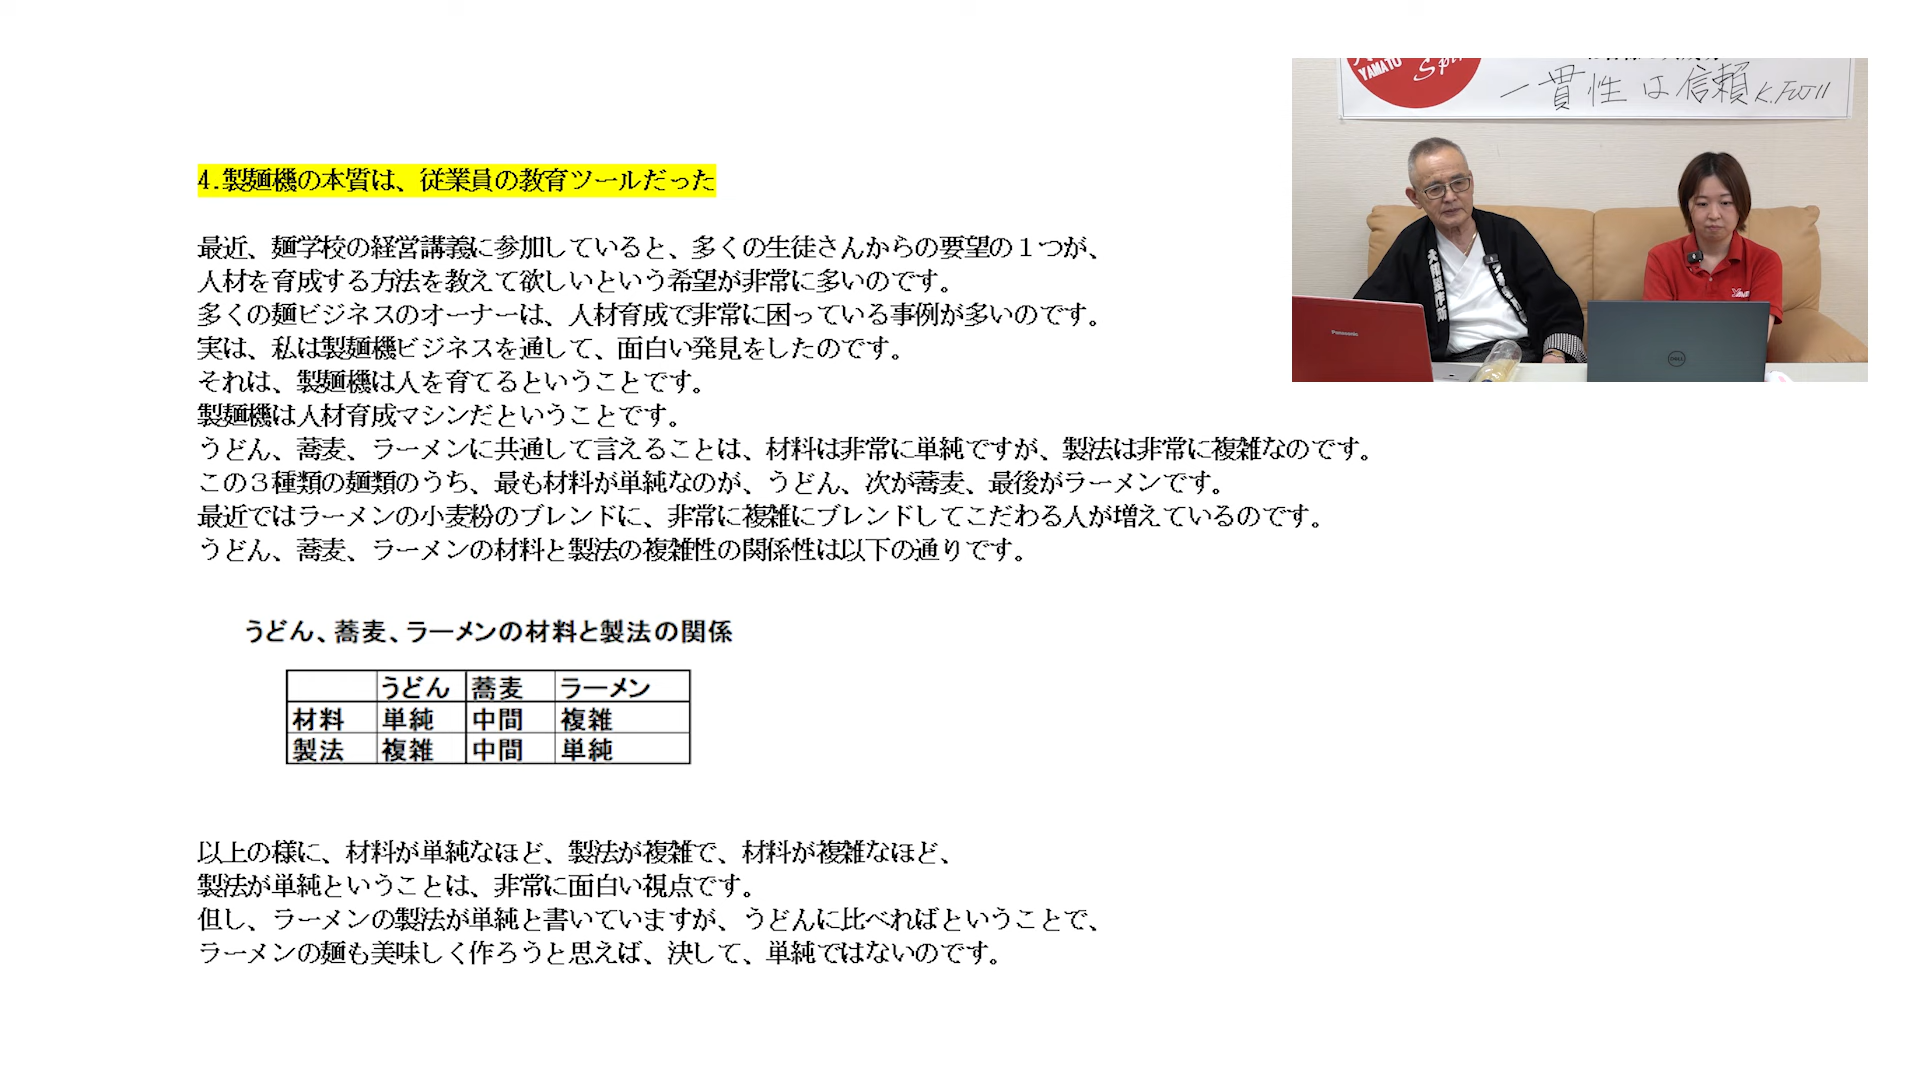 4.製麺機の本質は、従業員の教育ツールだった
最近、麺学校の経営講義に参加していると、多くの生徒さんからの要望の１つが、
人材を育成する方法を教えて欲しいという希望が非常に多いのです。
多くの麺ビジネスのオーナーは、人材育成で非常に困っている事例が多いのです。
実は、私は製麺機ビジネスを通して、面白い発見をしたのです。
それは、製麺機は人を育てるということです。
製麺機は人材育成マシンだということです。
うどん、蕎麦、ラーメンに共通して言えることは、材料は非常に単純ですが、製法は非常に複雑なのです。
この３種類の麺類のうち、最も材料が単純なのが、うどん、次が蕎麦、最後がラーメンです。
最近ではラーメンの小麦粉のブレンドに、非常に複雑にブレンドしてこだわる人が増えているのです。
うどん、蕎麦、ラーメンの材料と製法の複雑性の関係性は以下の通りです。
うどん、蕎麦、ラーメンの材料と製法の関係
うどん 蕎麦 ラーメン
材料 単純 中間 複雑
製法 複雑 中間 単純
以上の様に、材料が単純なほど、製法が複雑で、材料が複雑なほど、
製法が単純ということは、非常に面白い視点です。
但し、ラーメンの製法が単純と書いていますが、うどんに比べればということで、
ラーメンの麺も美味しく作ろうと思えば、決して、単純ではないのです。
YAMATO
一貫性は信頼 K.FUJII
Panasonic
DELL